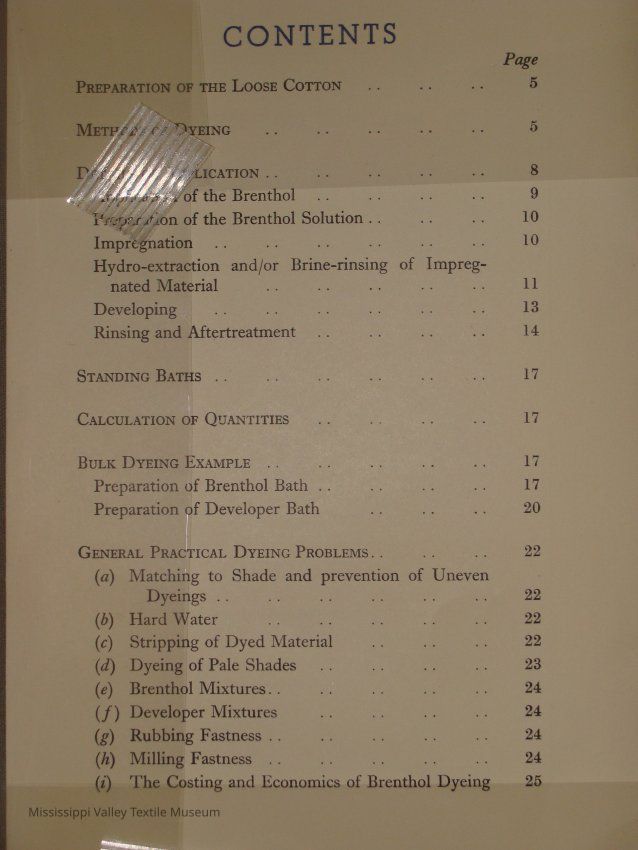 CONTENTS
Page
PREPARATION OF THE LOOSE COTTON .. .. .. 5
DYEING .. .. .. .. .. 5
.. .. .. .. .. 8
of the Brenthol .. .. .. .. 9
Preparation of the Brenthol Solution .. .. .. 10
Impregnation .. .. .. .. .. .. 10
Hydro-extraction and/or Brine-rinsing of Impreg-
nated Material .. .. .. .. .. 11
Developing .. .. .. .. .. .. 13
Rinsing and Aftertreatment .. .. .. .. 14
STANDING BATHS .. .. .. .. .. .. 17
CALCULATION OF QUANTITIES .. .. .. .. 17
BULK DYEING EXAMPLE .. .. .. .. .. 17
Preparation of Brenthol Bath .. .. .. .. 17
Preparation of Developer Bath .. .. .. 20
GENERAL PRACTICAL DYEING PROBLEMS .. .. .. 22
(a) Matching to Shade and prevention of Uneven
Dyeings .. .. .. .. .. .. 22
(b) Hard Water .. .. .. .. .. 22
(c) Stripping of Dyed Material .. .. .. 22
(d) Dyeing of Pale Shades .. .. .. .. 23
(e) Brenthol Mixtures .. .. .. .. .. 24
(f) Developer Mixtures .. .. .. .. 24
(g) Rubbing Fastness .. .. .. .. .. 24
(h) Milling Fastness .. .. .. .. .. 24
(i) The Costing and Economics of Brenthol Dyeing 25
Mississippi Valley Textile Museum